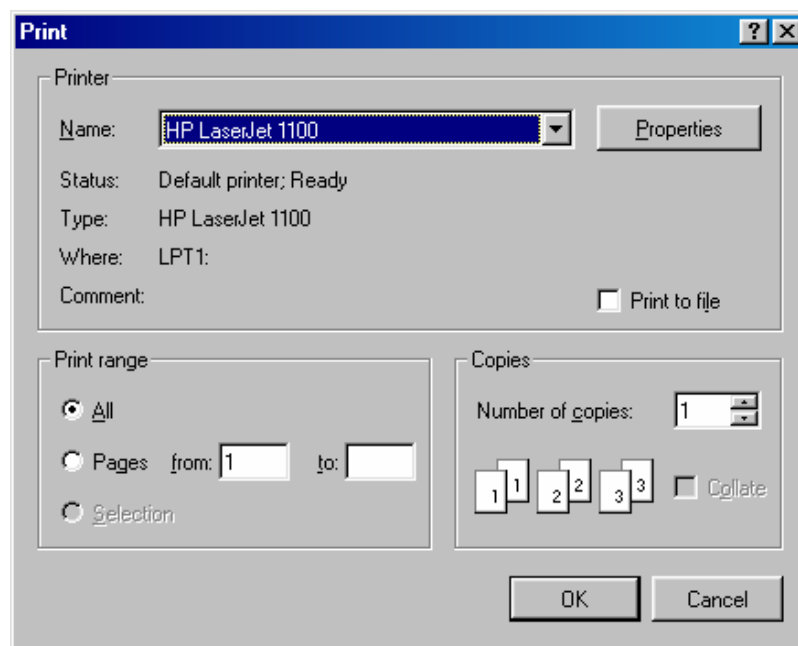 Print
Printer
Name: HP LaserJet 1100 Properties
Status: Default printer; Ready
Type: HP LaserJet 1100
Where: LPT1:
Comment: Print to file
Print range
All
Pages from: 1 to:
Selection
Copies
Number of copies: 1
1 1 2 2 3 3 Collate
OK Cancel